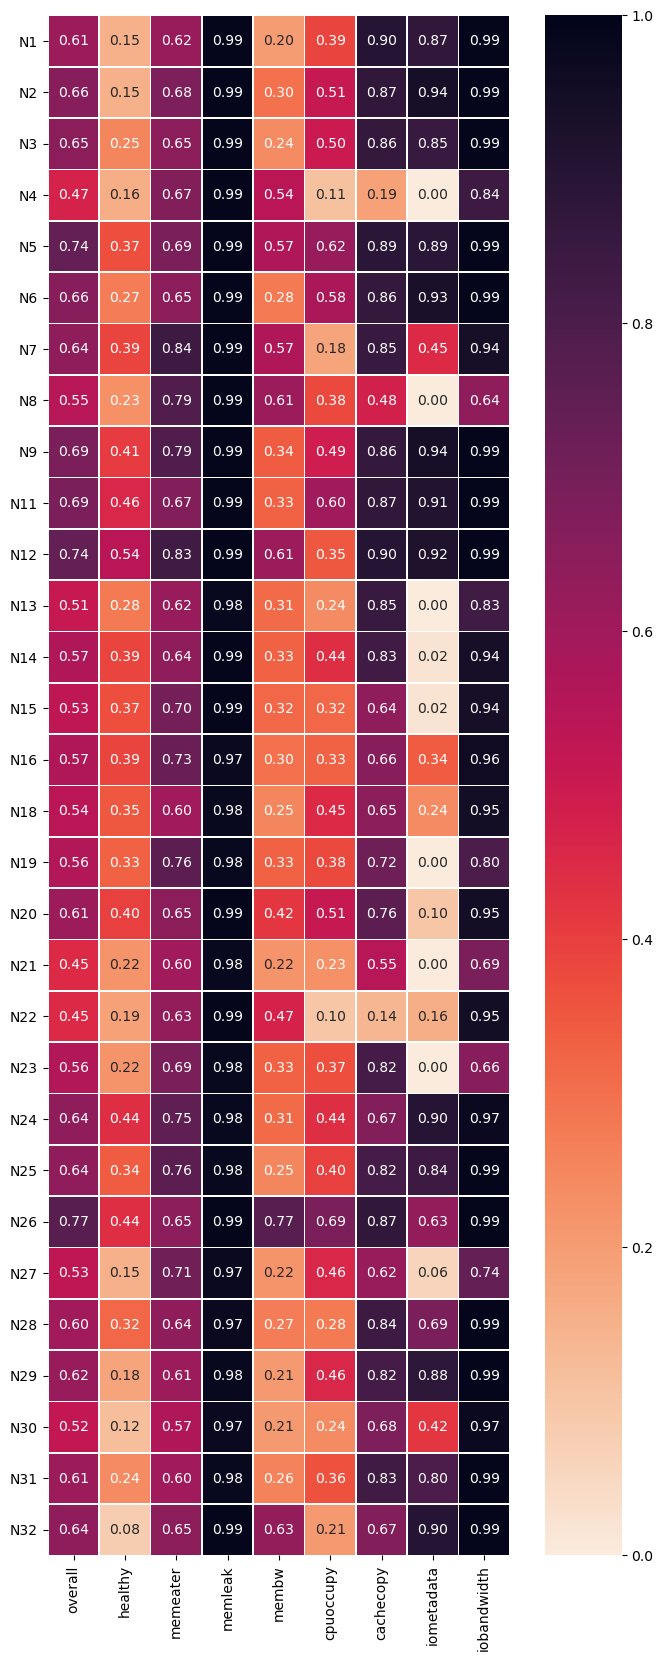 N1 0.61 0.15 0.62 0.99 0.20 0.39 0.90 0.87 0.99
N2 0.66 0.15 0.68 0.99 0.30 0.51 0.87 0.94 0.99
N3 0.65 0.25 0.65 0.99 0.24 0.50 0.86 0.85 0.99
N4 0.47 0.16 0.67 0.99 0.54 0.11 0.19 0.00 0.84
N5 0.74 0.37 0.69 0.99 0.57 0.62 0.89 0.89 0.99
N6 0.66 0.27 0.65 0.99 0.28 0.58 0.86 0.93 0.99
N7 0.64 0.39 0.84 0.99 0.57 0.18 0.85 0.45 0.94
N8 0.55 0.23 0.79 0.99 0.61 0.38 0.48 0.00 0.64
N9 0.69 0.41 0.79 0.99 0.34 0.49 0.86 0.94 0.99
N11 0.69 0.46 0.67 0.99 0.33 0.60 0.87 0.91 0.99
N12 0.74 0.54 0.83 0.99 0.61 0.35 0.90 0.92 0.99
N13 0.51 0.28 0.62 0.98 0.31 0.24 0.85 0.00 0.83
N14 0.57 0.39 0.64 0.99 0.33 0.44 0.83 0.02 0.94
N15 0.53 0.37 0.70 0.99 0.32 0.32 0.64 0.02 0.94
N16 0.57 0.39 0.73 0.97 0.30 0.33 0.66 0.34 0.96
N18 0.54 0.35 0.60 0.98 0.25 0.45 0.65 0.24 0.95
N19 0.56 0.33 0.76 0.98 0.33 0.38 0.72 0.00 0.80
N20 0.61 0.40 0.65 0.99 0.42 0.51 0.76 0.10 0.95
N21 0.45 0.22 0.60 0.98 0.22 0.23 0.55 0.00 0.69
N22 0.45 0.19 0.63 0.99 0.47 0.10 0.14 0.16 0.95
N23 0.56 0.22 0.69 0.98 0.33 0.37 0.82 0.00 0.66
N24 0.64 0.44 0.75 0.98 0.31 0.44 0.67 0.90 0.97
N25 0.64 0.34 0.76 0.98 0.25 0.40 0.82 0.84 0.99
N26 0.77 0.44 0.65 0.99 0.77 0.69 0.87 0.63 0.99
N27 0.53 0.15 0.71 0.97 0.22 0.46 0.62 0.06 0.74
N28 0.60 0.32 0.64 0.97 0.27 0.28 0.84 0.69 0.99
N29 0.62 0.18 0.61 0.98 0.21 0.46 0.82 0.88 0.99
N30 0.52 0.12 0.57 0.97 0.21 0.24 0.68 0.42 0.97
N31 0.61 0.24 0.60 0.98 0.26 0.36 0.83 0.80 0.99
N32 0.64 0.08 0.65 0.99 0.63 0.21 0.67 0.90 0.99
overall healthy memeater memleak membw cpuoccupy cachecopy iometadata iobandwidth
1.0
0.8
0.6
0.4
0.2
0.0